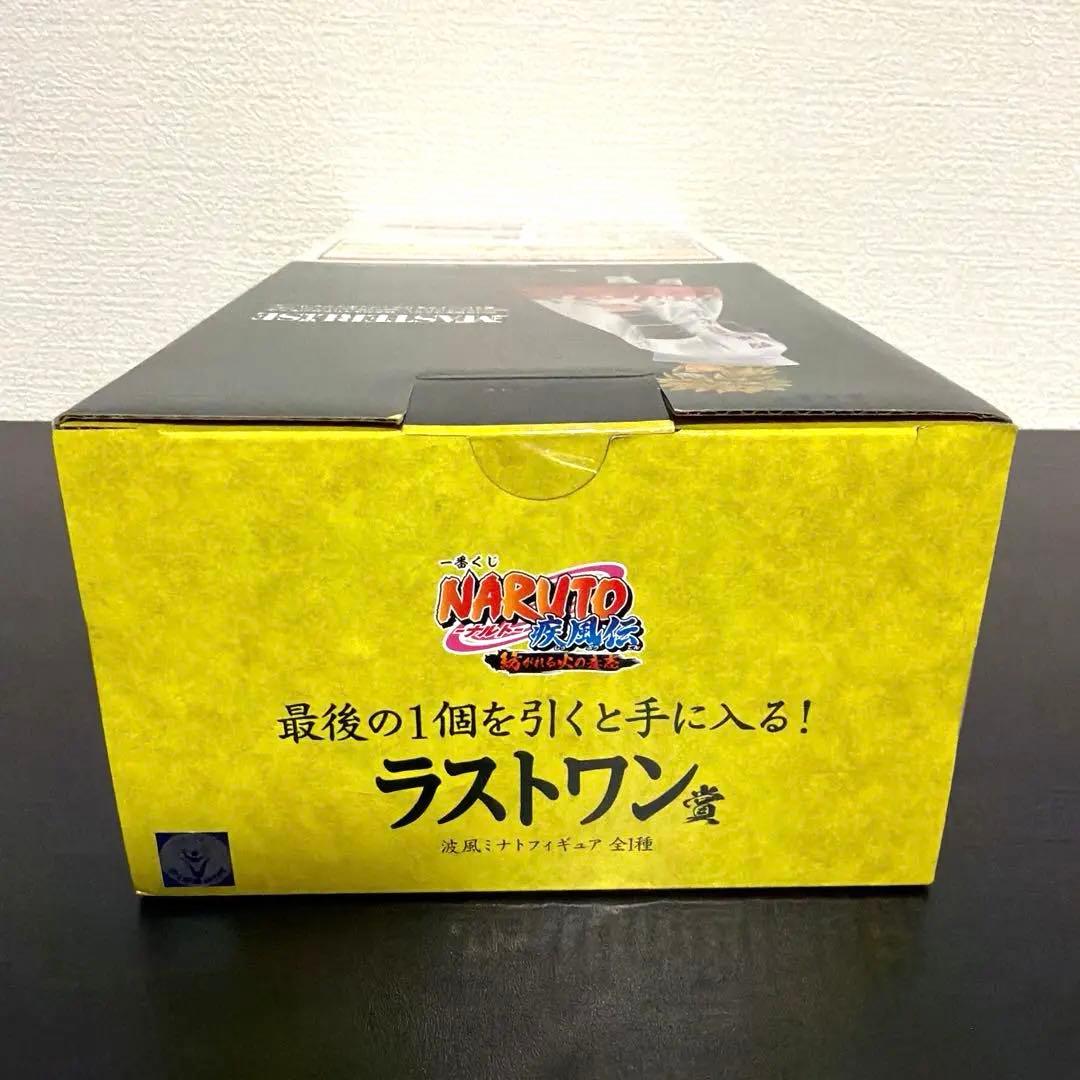 MASTERLISE
一番くじ
NARUTO
-ナルト-
疾風伝
紡がれる火の意志
最後の1個を引くと手に入る!
ラストワン賞
波風ミナトフィギュア 全1種